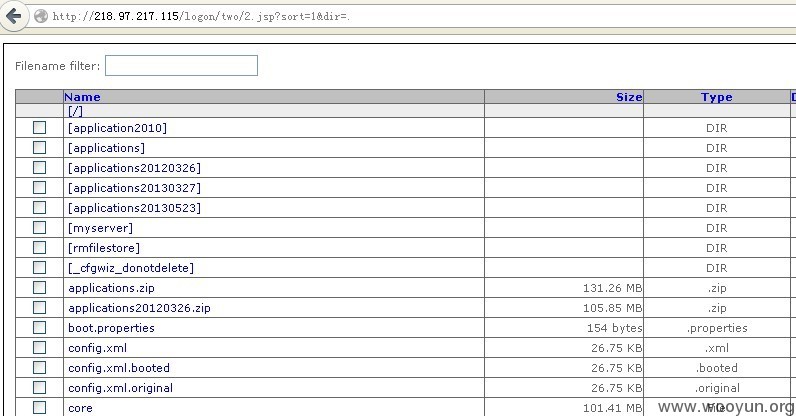 http://218.97.217.115/logon/two/2.jsp?sort=1&dir=.
Filename filter:
Name Size Type
[/]
[application2010] DIR
[applications] DIR
[applications20120326] DIR
[applications20130327] DIR
[applications20130523] DIR
[myserver] DIR
[rmfilestore] DIR
[_cfgwiz_donotdelete] DIR
applications.zip 131.26 MB .zip
applications20120326.zip 105.85 MB .zip
boot.properties 154 bytes .properties
config.xml 26.75 KB .xml
config.xml.booted 26.75 KB .booted
config.xml.original 26.75 KB .original
core 101.41 MB File
www.wooyun.org